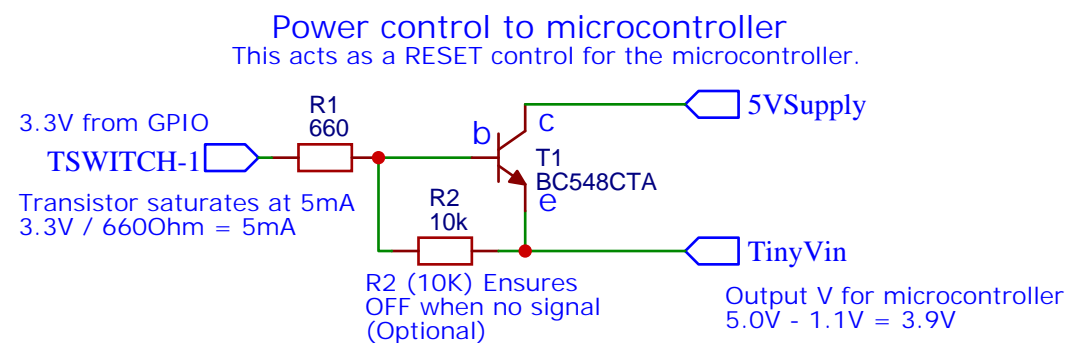 Power control to microcontroller
This acts as a RESET control for the microcontroller.
R1
660
3.3V from GPIO
TSWITCH-1
b
c
5VSupply
T1
BC548CTA
e
Transistor saturates at 5mA
3.3V / 660Ohm = 5mA
R2
10k
TinyVin
R2 (10K) Ensures
OFF when no signal
(Optional)
Output V for microcontroller
5.0V - 1.1V = 3.9V